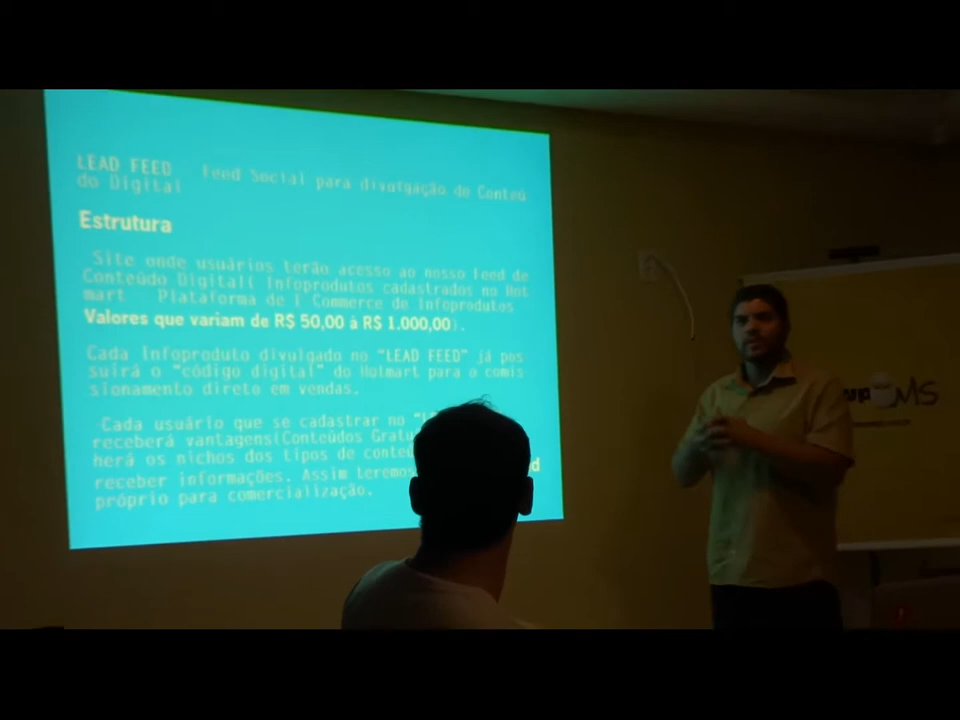 LEAD FEED Feed Social para divulgação de Conteú
do Digital
Estrutura
Site onde usuários terão acesso ao nosso feed de
Conteúdo Digital( Infoprodutos cadastrados no Hot
mart Plataforma de E Commerce de Infoprodutos
Valores que variam de R$ 50,00 à R$ 1.000,00).
Cada Infoproduto divulgado no "LEAD FEED" já pos
suirá o "código digital" do Hotmart para o comis
sionamento direto em vendas.
Cada usuário que se cadastrar no
receberá vantagens(Conteúdos
herá os nichos dos tipos de
receber informações. Assim teremos
próprio para comercialização.
MS